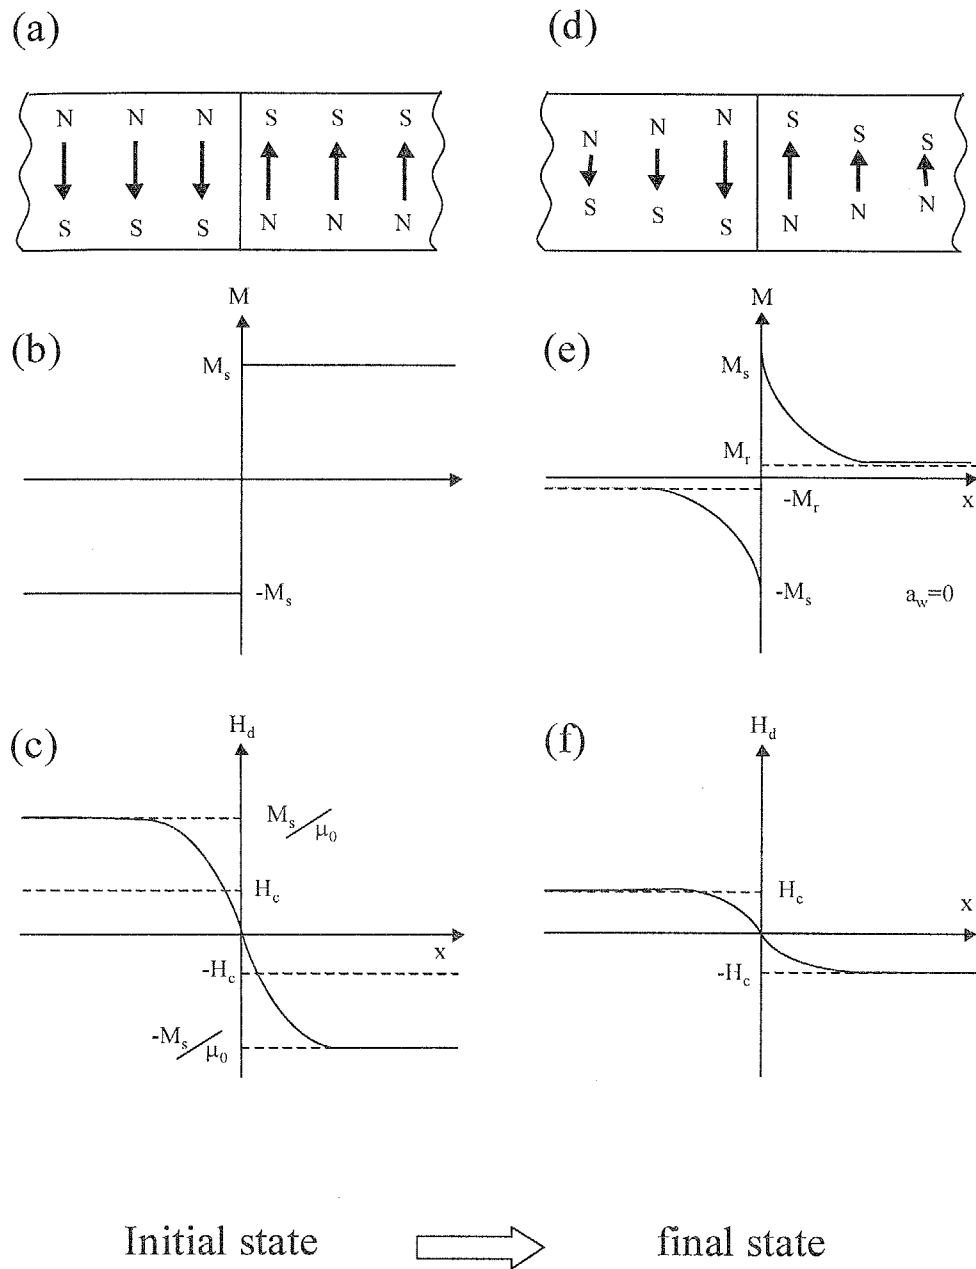 (a)
N N N S S S
S S S N N N
(d)
N N N S S S
S S S N N N
(b)
M
M_s
-M_s
(e)
M
M_s
M_r
-M_r
x
-M_s
a_w=0
(c)
H_d
M_s/μ_0
H_c
x
-H_c
-M_s/μ_0
(f)
H_d
H_c
x
-H_c
Initial state
final state